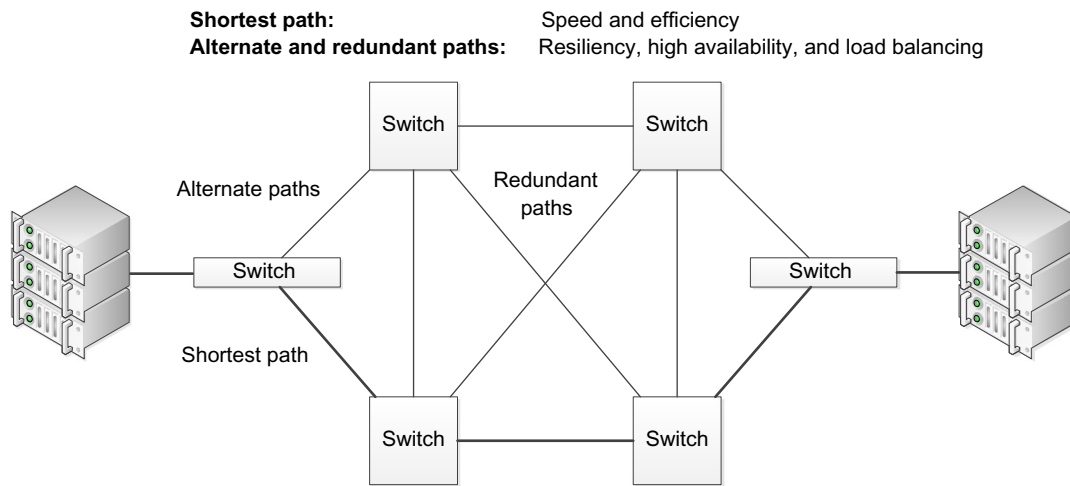 Shortest path: Speed and efficiency
Alternate and redundant paths: Resiliency, high availability, and load balancing
Switch
Switch
Alternate paths
Redundant
paths
Switch
Switch
Shortest path
Switch
Switch